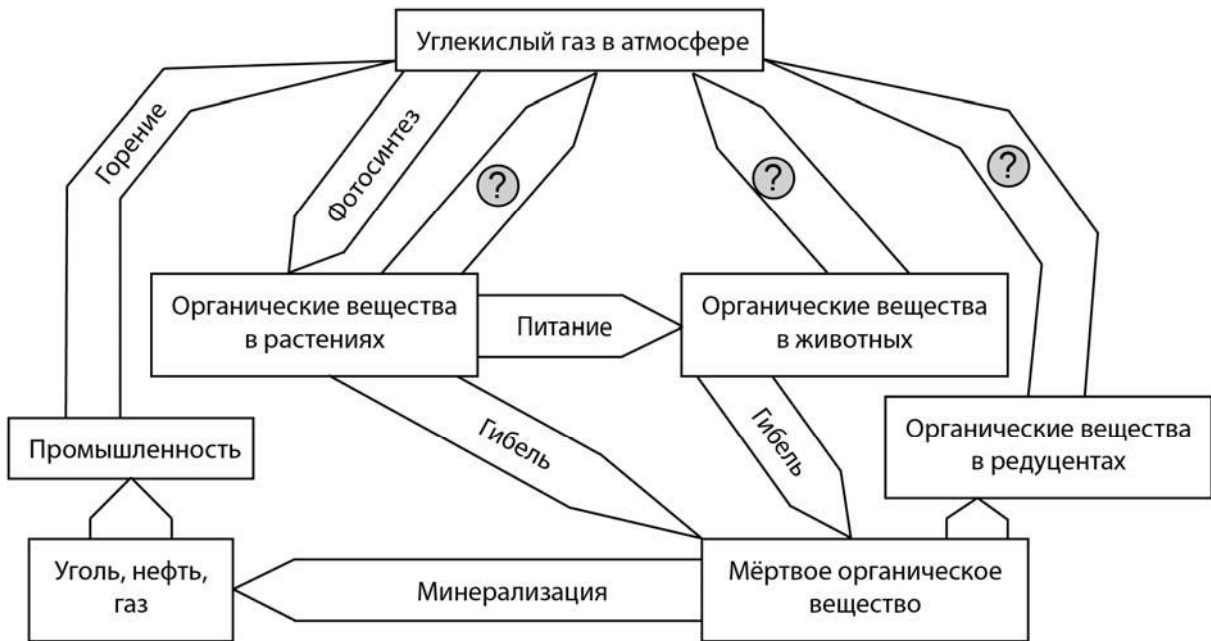 Углекислый газ в атмосфере
Горение
Фотосинтез
?
?
?
Органические вещества
в растениях
Питание
Органические вещества
в животных
Гибель
Гибель
Промышленность
Органические вещества
в редуцентах
Уголь, нефть,
газ
Минерализация
Мёртвое органическое
вещество